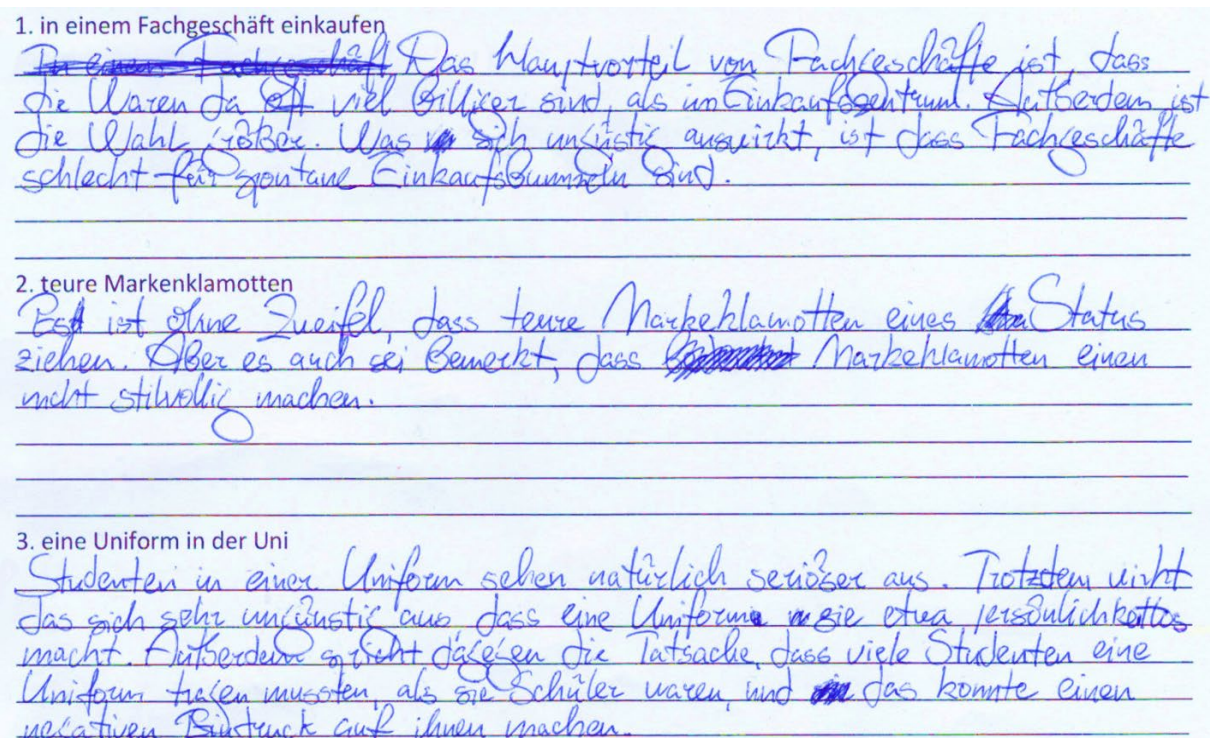 1. in einem Fachgeschäft einkaufen
In einem Fachgeschäft Das Hauptvorteil von Fachgeschäfte ist, dass
die Waren da oft viel billiger sind, als im Einkaufszentrum. Außerdem ist
die Wahl größer. Was sich ungüstig auswirkt, ist dass Fachgeschäfte
schlecht für spontane Einkaufsbummeln sind.
2. teure Markenklamotten
Es ist ohne Zweifel, dass teure Markeklamotten eines Status
ziehen. Aber es auch sei bemerkt, dass Markeklamotten einen
nicht stilvollig machen.
3. eine Uniform in der Uni
Studenten in einer Uniform sehen natürlich seriöser aus. Trotzdem wirkt
das sich sehr ungünstig aus dass eine Uniform sie etwa persönlichkeitlos
macht. Außerdem spricht dagegen die Tatsache, dass viele Studenten eine
Uniform tragen mussten, als sie Schüler waren, und das konnte einen
negativen Eindruck auf ihnen machen.